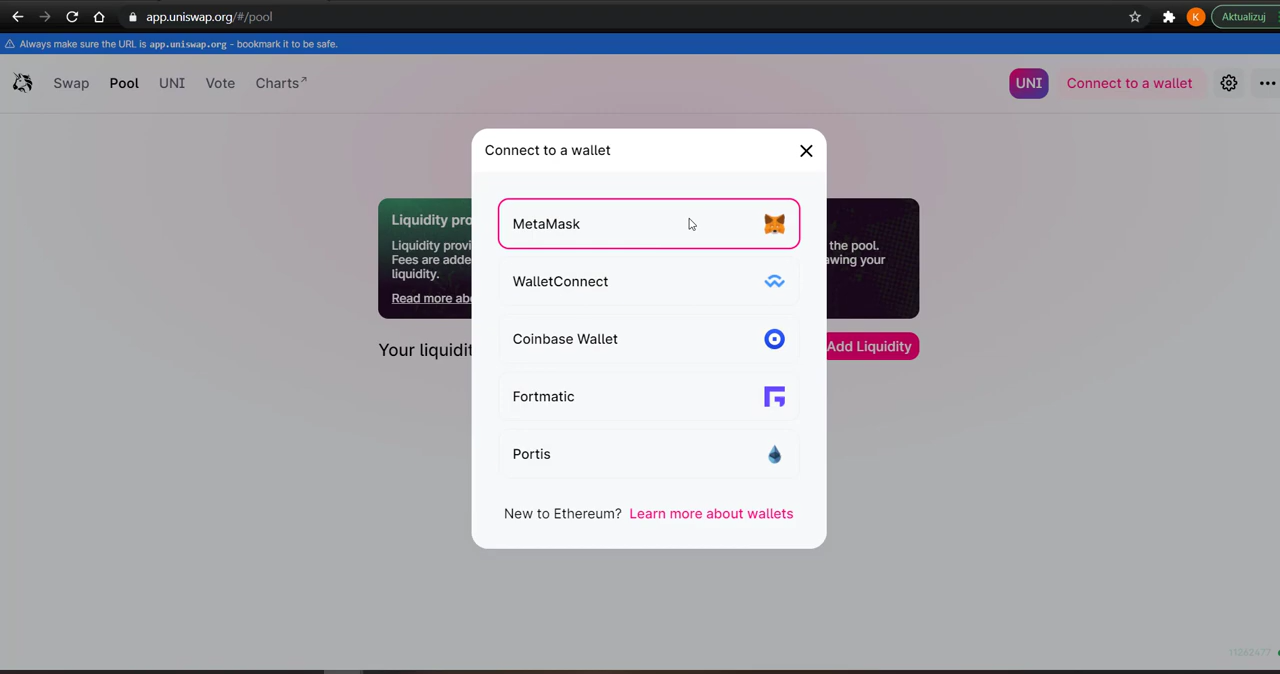 app.uniswap.org/#/pool
K
Aktualizuj
Always make sure the URL is app.uniswap.org - bookmark it to be safe.
Swap
Pool
UNI
Vote
Charts↗
UNI
Connect to a wallet
Connect to a wallet
Liquidity pro
Liquidity provi
Fees are adde
liquidity.
Read more abo
the pool.
awing your
MetaMask
WalletConnect
Coinbase Wallet
Fortmatic
Portis
Your liquidit
Add Liquidity
New to Ethereum? Learn more about wallets
11262477